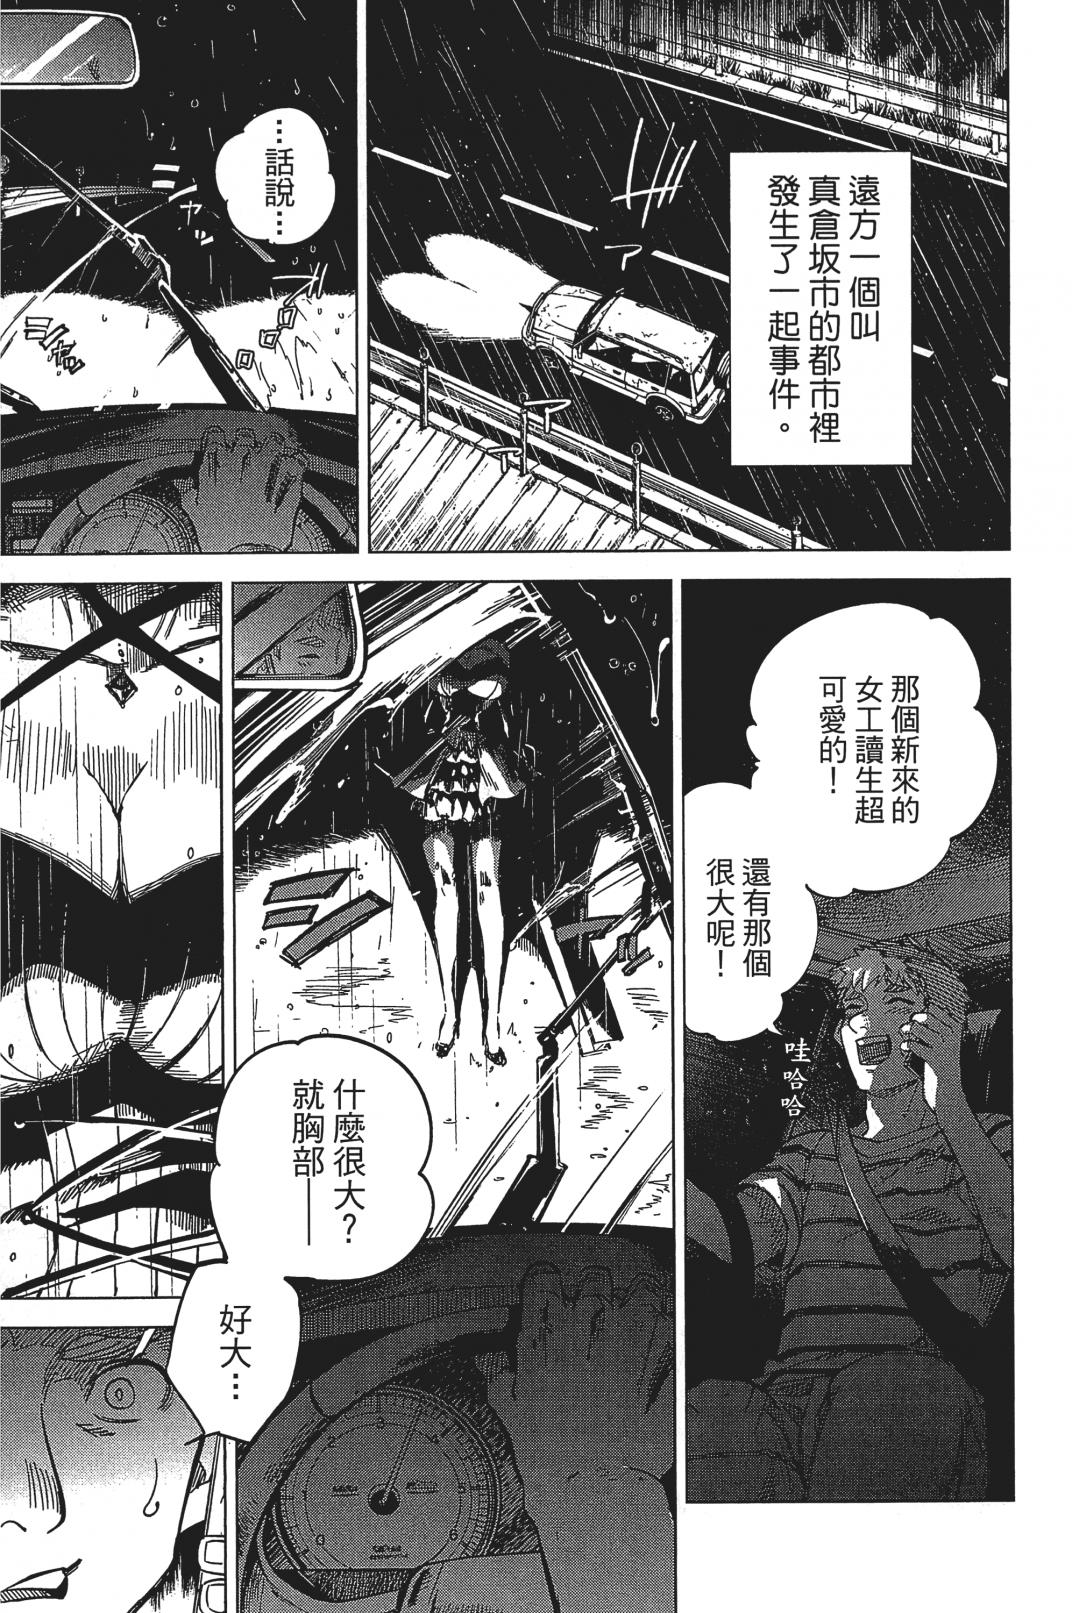 遠方一個叫
真倉坂市的都市裡
發生了一起事件。
…話說…
ヤッ
那個新來的
女工讀生超
可愛的！
還有那個
很大呢！
哇哈哈
什麼很大？
就胸部——
好大…